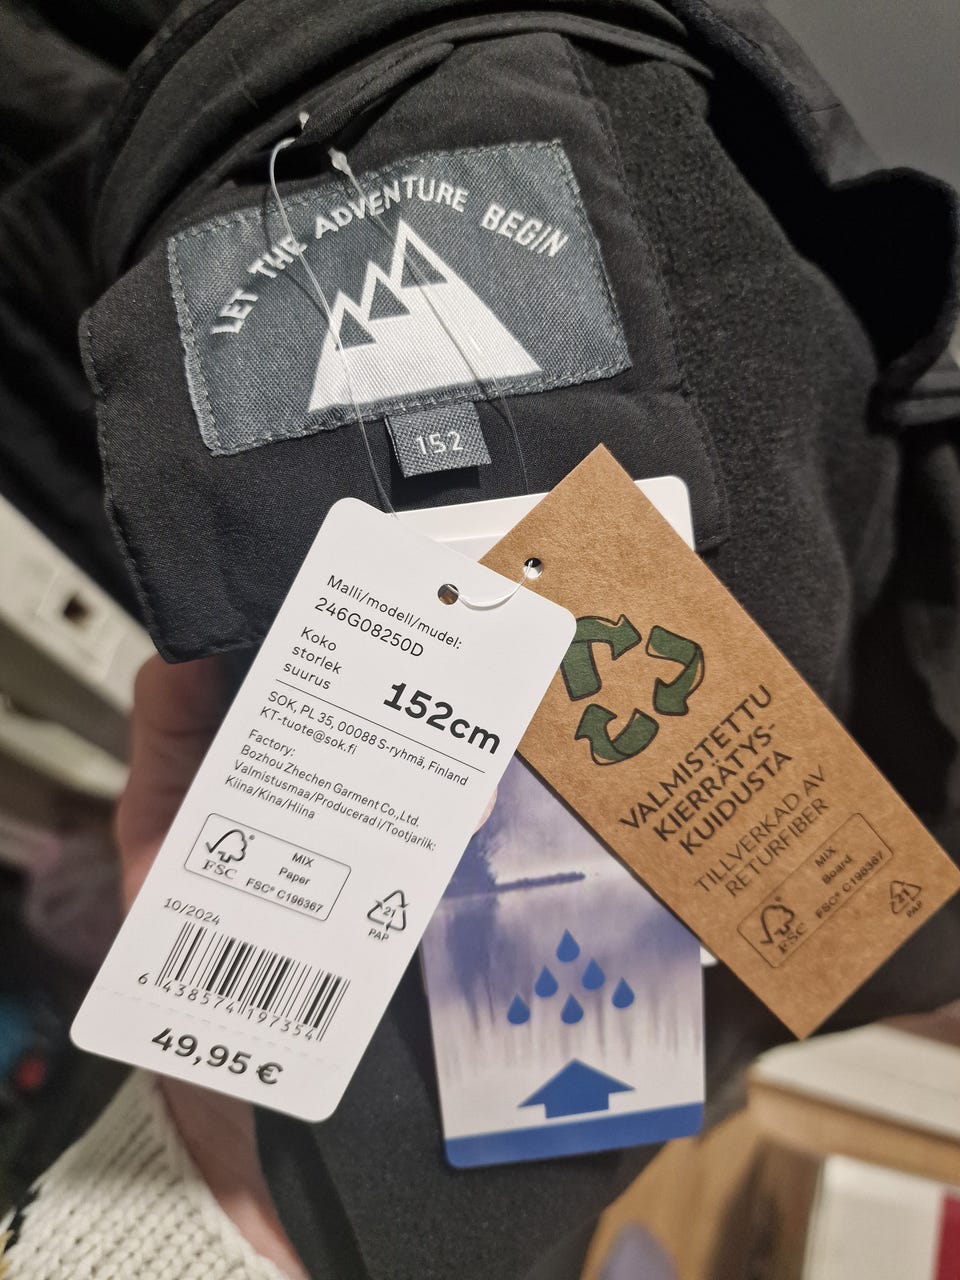 LET THE ADVENTURE BEGIN
152
Malli/modell/mudel:
246G08250D
Koko
storlek
suurus
152cm
SOK, PL 35, 00088 S-ryhmä, Finland
KT-tuote@sok.fi
Factory:
Bozhou Zhechen Garment Co.,Ltd.
Valmistusmaa/Producerad i/Tootjariik:
Kiina/Kina/Hiina
FSC
MIX
Paper
FSC® C196367
21
PAP
10/2024
6 438574 197354
49,95 €
VALMISTETTU
KIERRÄTYS-
KUIDUSTA
TILLVERKAD AV
RETURFIBER
FSC
MIX
Board
FSC® C196367
21
PAP